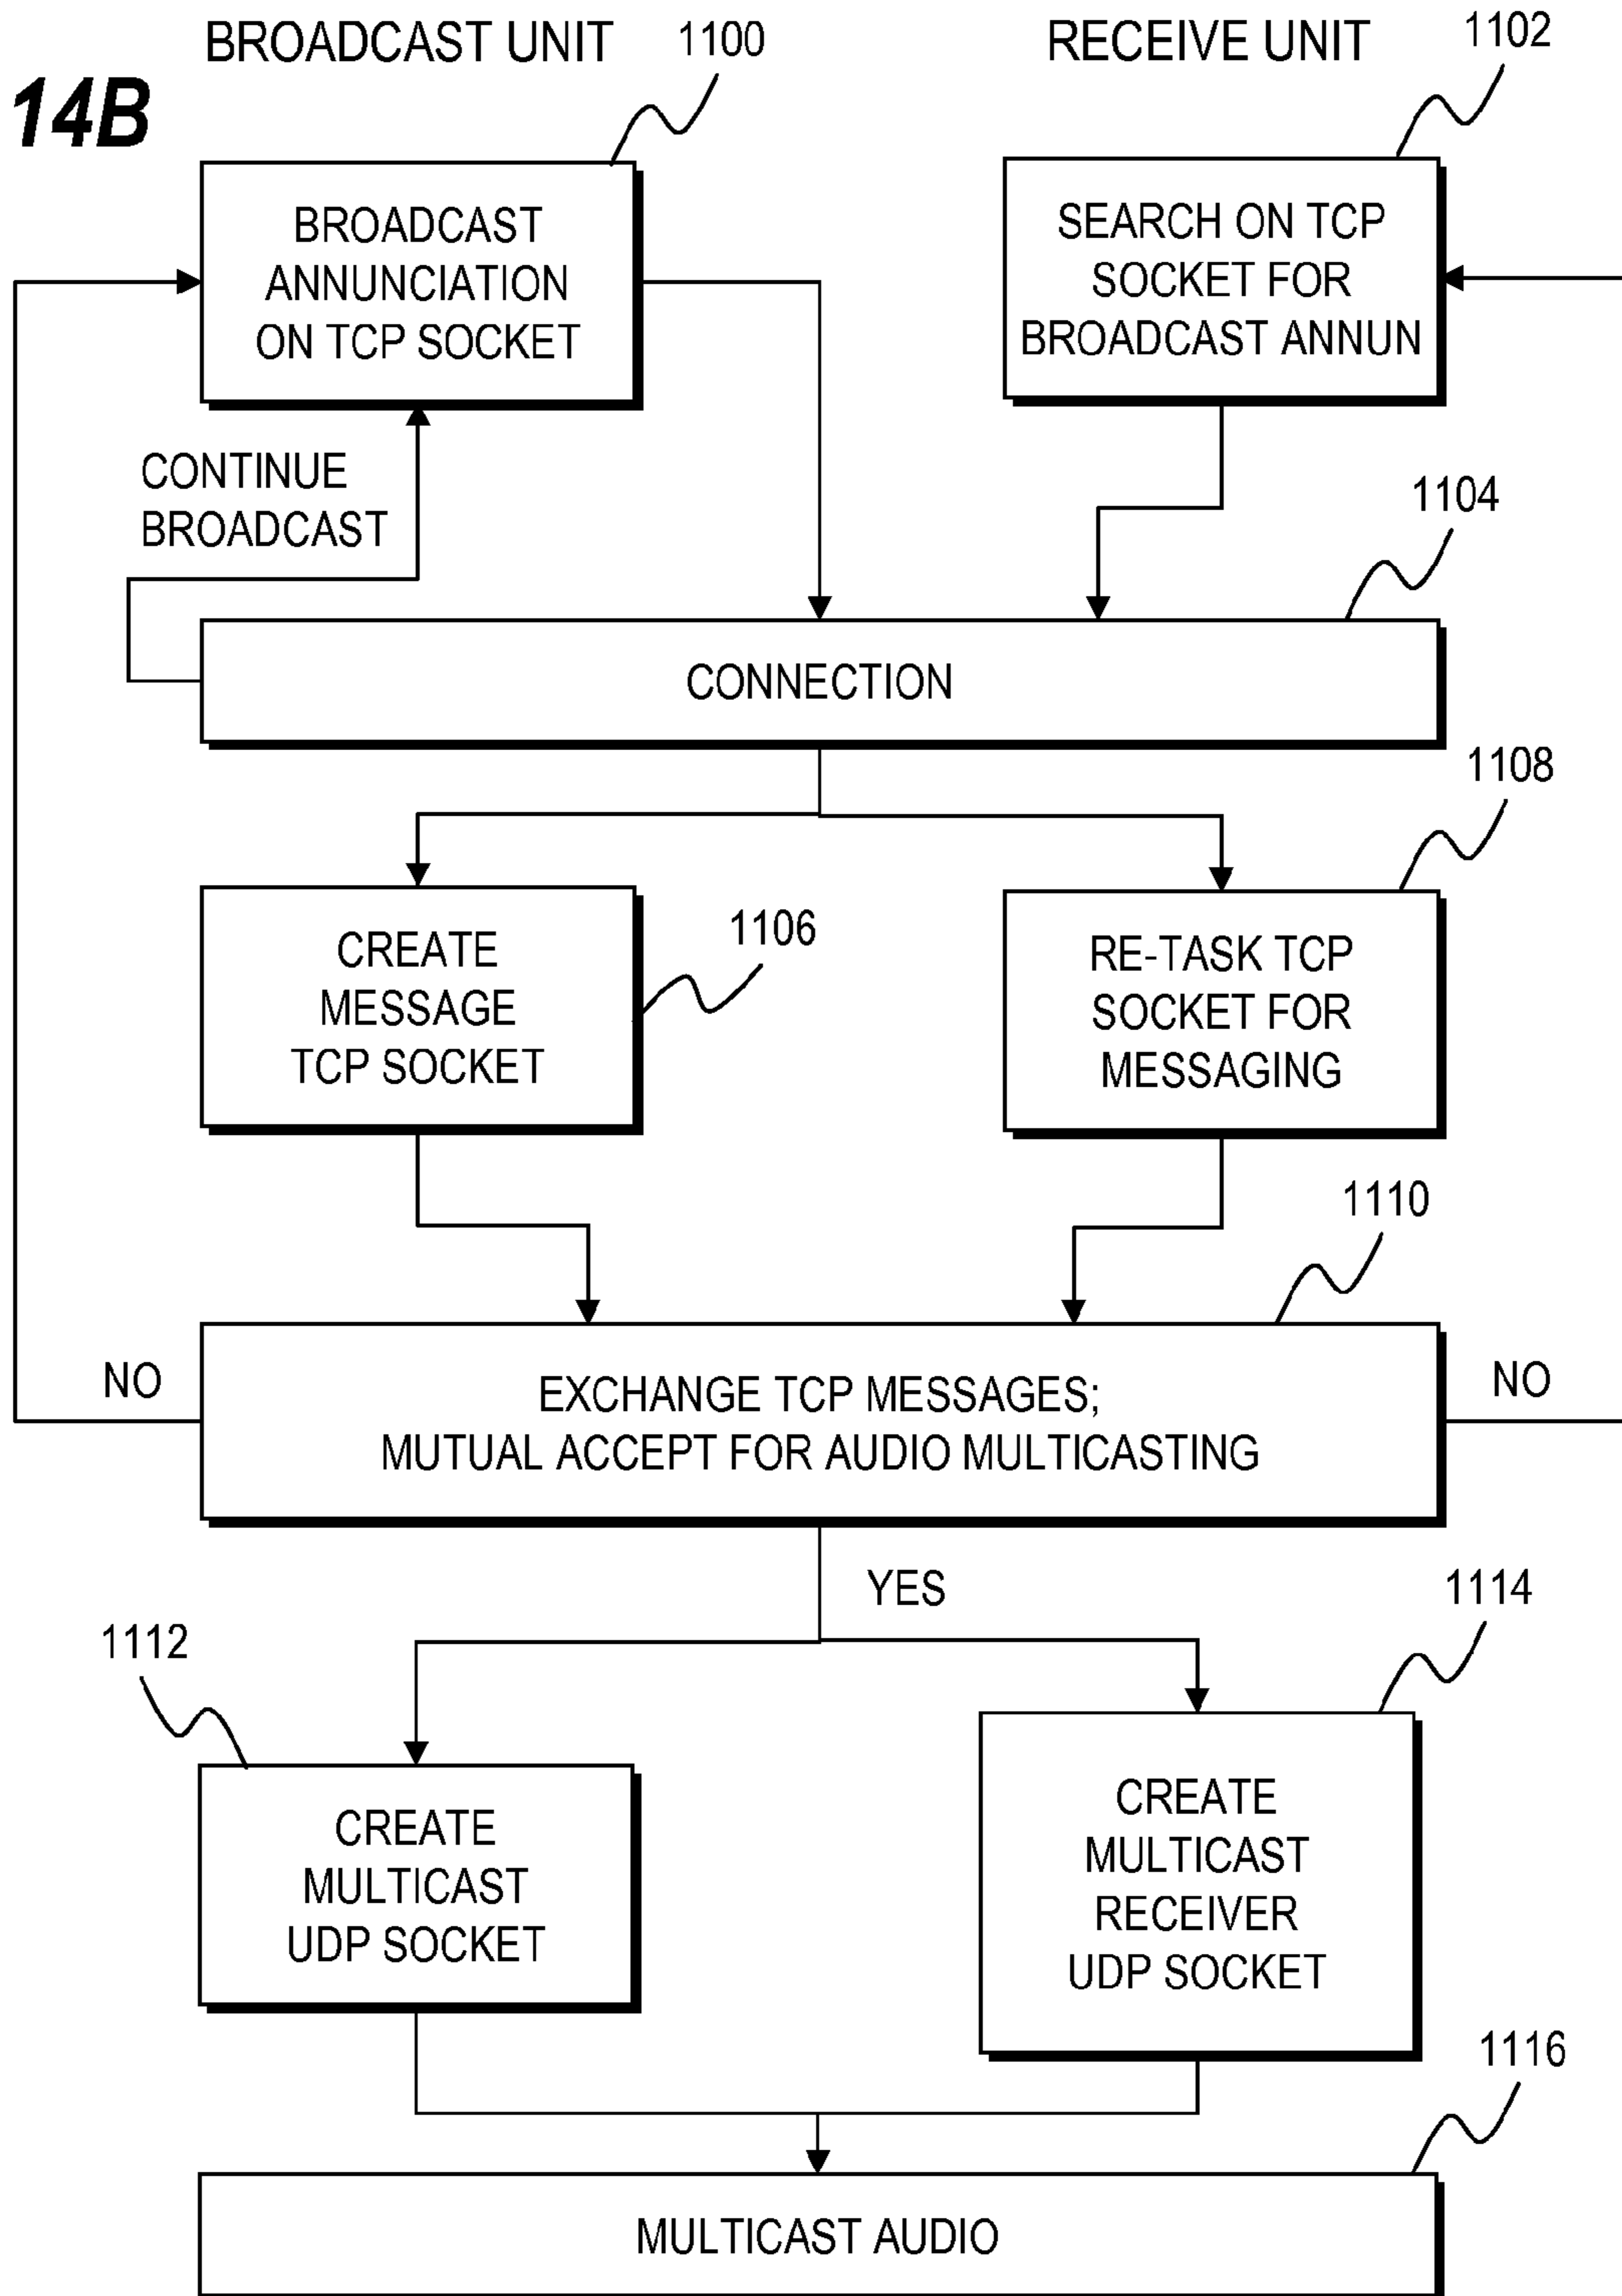 BROADCAST UNIT
1100
RECEIVE UNIT
1102
14B
BROADCAST
ANNUNCIATION
ON TCP SOCKET
SEARCH ON TCP
SOCKET FOR
BROADCAST ANNUN
CONTINUE
BROADCAST
1104
CONNECTION
1108
CREATE
MESSAGE
TCP SOCKET
1106
RE-TASK TCP
SOCKET FOR
MESSAGING
1110
NO
EXCHANGE TCP MESSAGES;
MUTUAL ACCEPT FOR AUDIO MULTICASTING
NO
YES
1112
1114
CREATE
MULTICAST
UDP SOCKET
CREATE
MULTICAST
RECEIVER
UDP SOCKET
1116
MULTICAST AUDIO